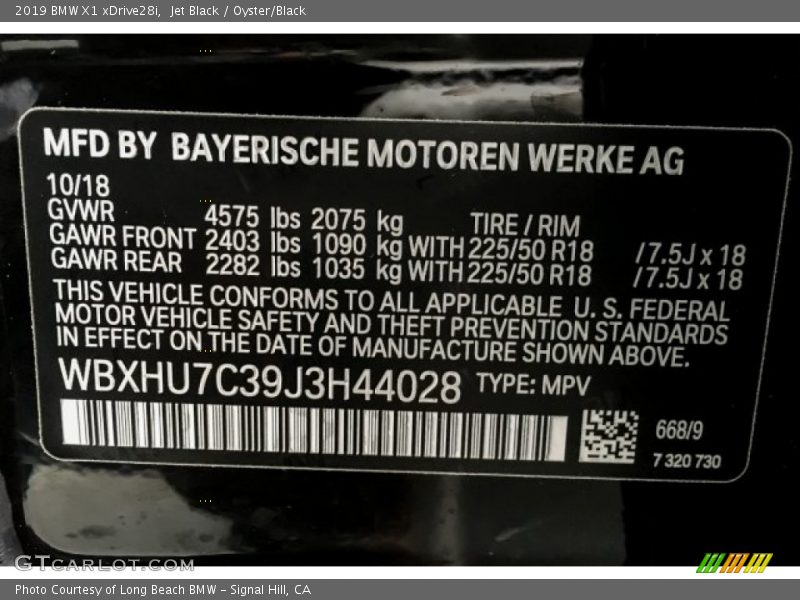 2019 BMW X1 xDrive28i, Jet Black / Oyster/Black
MFD BY BAYERISCHE MOTOREN WERKE AG
10/18
GVWR 4575 lbs 2075 kg TIRE / RIM
GAWR FRONT 2403 lbs 1090 kg WITH 225/50 R18 /7.5J x 18
GAWR REAR 2282 lbs 1035 kg WITH 225/50 R18 /7.5J x 18
THIS VEHICLE CONFORMS TO ALL APPLICABLE U. S. FEDERAL
MOTOR VEHICLE SAFETY AND THEFT PREVENTION STANDARDS
IN EFFECT ON THE DATE OF MANUFACTURE SHOWN ABOVE.
WBXHU7C39J3H44028 TYPE: MPV
668/9
7 320 730
GTCARLOT.COM
Photo Courtesy of Long Beach BMW - Signal Hill, CA